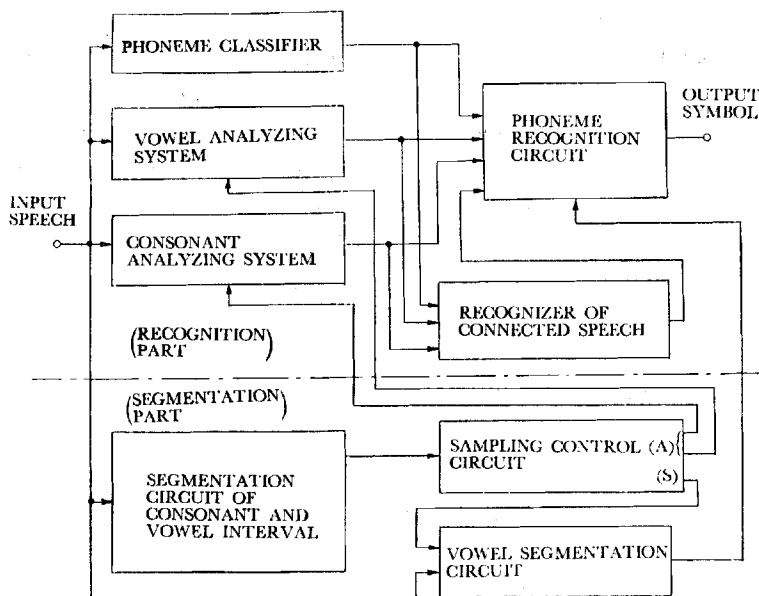 PHONEME CLASSIFIER
VOWEL ANALYZING
SYSTEM
INPUT
SPEECH
CONSONANT
ANALYZING SYSTEM
PHONEME
RECOGNITION
CIRCUIT
OUTPUT
SYMBOL
RECOGNIZER OF
CONNECTED SPEECH
(RECOGNITION)
PART
(SEGMENTATION)
PART
SEGMENTATION
CIRCUIT OF
CONSONANT AND
VOWEL INTERVAL
SAMPLING CONTROL (A){
CIRCUIT
(S)
VOWEL SEGMENTATION
CIRCUIT